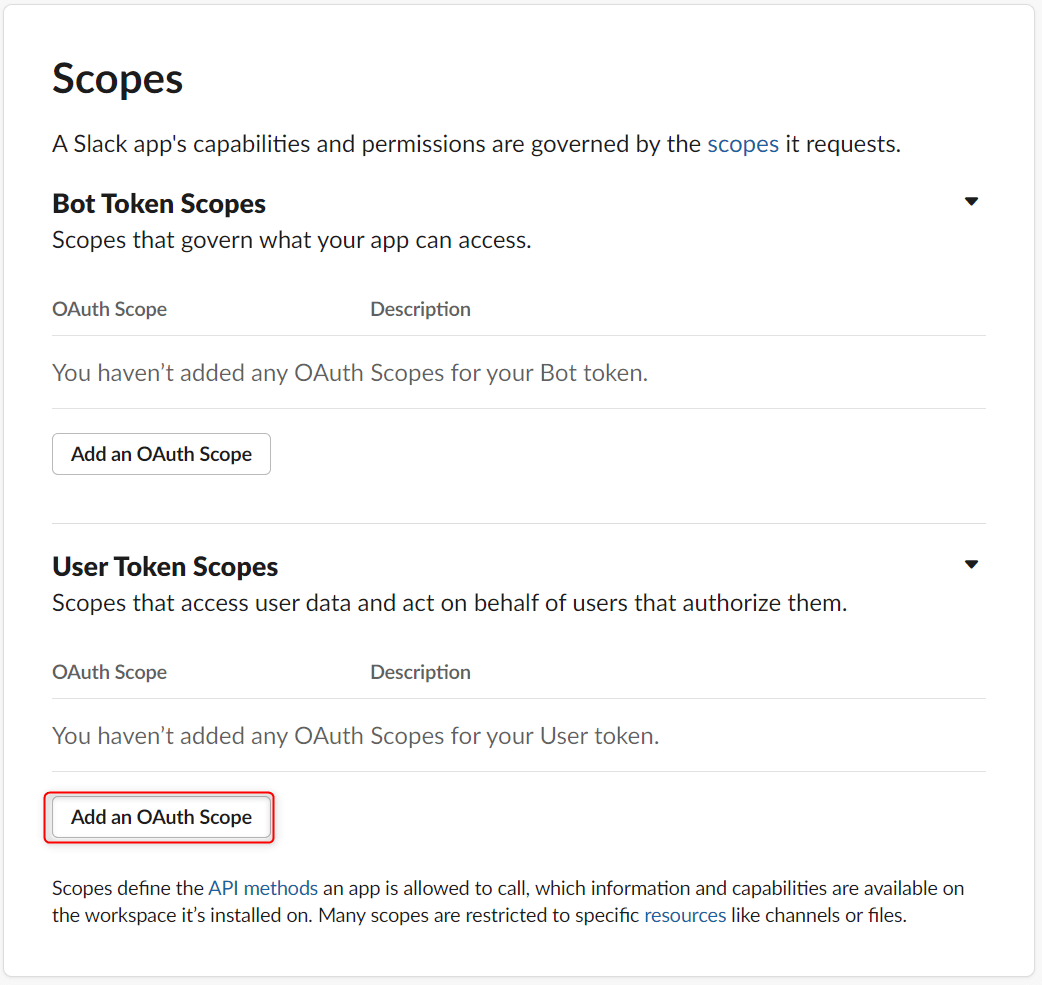 Scopes
A Slack app's capabilities and permissions are governed by the scopes it requests.
Bot Token Scopes
Scopes that govern what your app can access.
OAuth Scope Description
You haven’t added any OAuth Scopes for your Bot token.
Add an OAuth Scope
User Token Scopes
Scopes that access user data and act on behalf of users that authorize them.
OAuth Scope Description
You haven’t added any OAuth Scopes for your User token.
Add an OAuth Scope
Scopes define the API methods an app is allowed to call, which information and capabilities are available on
the workspace it’s installed on. Many scopes are restricted to specific resources like channels or files.